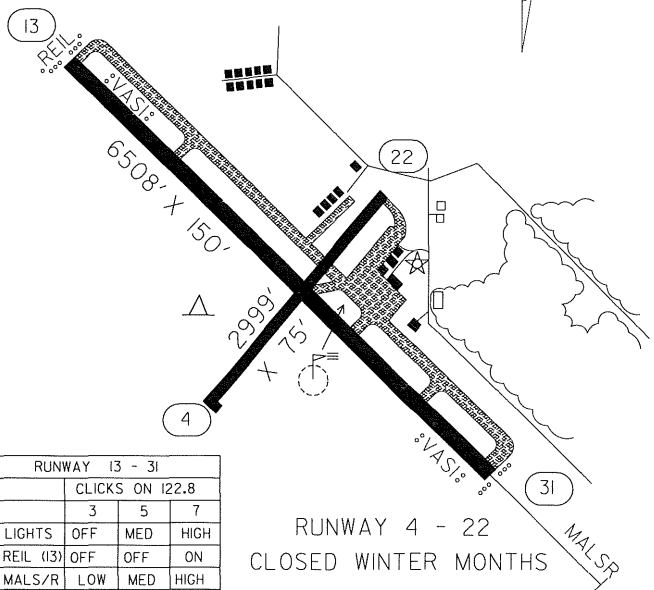 13
REIL
VASI
22
6508' X 150'
2999'
X 75'
4
VASI
31
MALSR
RUNWAY 4 - 22
CLOSED WINTER MONTHS
RUNWAY 13 - 31
CLICKS ON 122.8
3 5 7
LIGHTS OFF MED HIGH
REIL (13) OFF OFF ON
MALS/R LOW MED HIGH